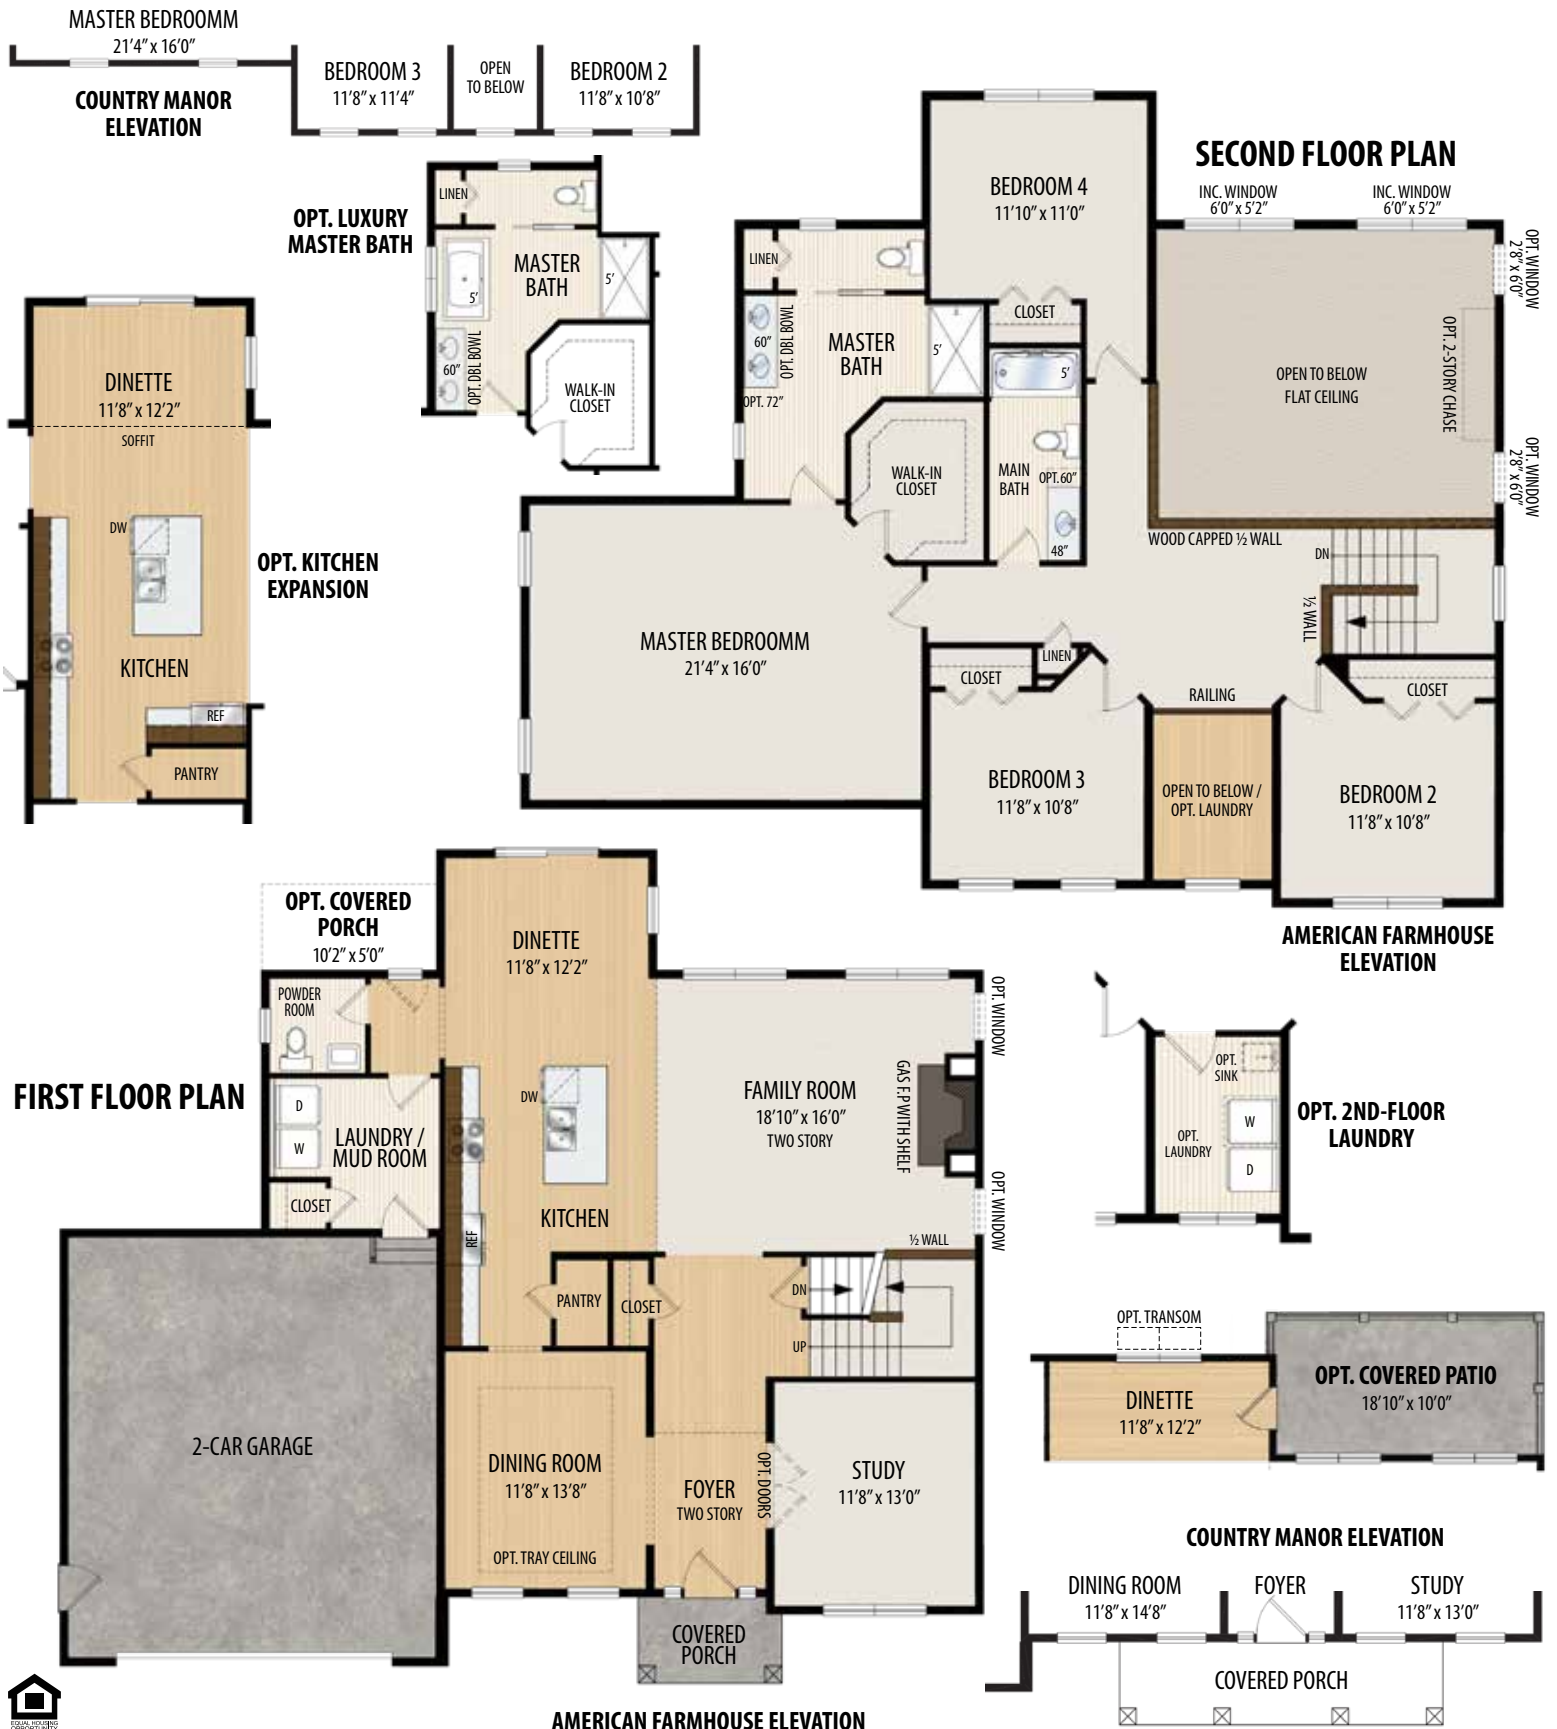 MASTER BEDROOMM
21'4" x 16'0"
BEDROOM 3
11'8" x 11'4"
OPEN
TO BELOW
BEDROOM 2
11'8" x 10'8"
COUNTRY MANOR
ELEVATION
OPT. LUXURY
MASTER BATH
LINEN
MASTER
BATH
5'
5'
60"
OPT. DBL BOWL
WALK-IN
CLOSET
DINETTE
11'8" x 12'2"
SOFFIT
DW
OPT. KITCHEN
EXPANSION
KITCHEN
REF
PANTRY
SECOND FLOOR PLAN
BEDROOM 4
11'10" x 11'0"
INC. WINDOW
6'0" x 5'2"
INC. WINDOW
6'0" x 5'2"
OPT. WINDOW
2'8" x 6'0"
LINEN
CLOSET
60"
OPT. DBL BOWL
MASTER
BATH
5'
5'
OPT. 72"
OPEN TO BELOW
FLAT CEILING
OPT. 2-STORY CHASE
OPT. WINDOW
2'8" x 6'0"
WALK-IN
CLOSET
MAIN
BATH
OPT. 60"
48"
WOOD CAPPED ½ WALL
DN
½ WALL
MASTER BEDROOMM
21'4" x 16'0"
LINEN
CLOSET
RAILING
CLOSET
BEDROOM 3
11'8" x 10'8"
OPEN TO BELOW /
OPT. LAUNDRY
BEDROOM 2
11'8" x 10'8"
AMERICAN FARMHOUSE
ELEVATION
FIRST FLOOR PLAN
OPT. COVERED
PORCH
10'2" x 5'0"
DINETTE
11'8" x 12'2"
POWDER
ROOM
OPT. WINDOW
D
W
LAUNDRY /
MUD ROOM
CLOSET
DW
FAMILY ROOM
18'10" x 16'0"
TWO STORY
GAS F.P WITH SHELF
OPT. WINDOW
KITCHEN
REF
½ WALL
PANTRY
CLOSET
DN
UP
2-CAR GARAGE
DINING ROOM
11'8" x 13'8"
OPT. TRAY CEILING
FOYER
TWO STORY
OPT. DOORS
STUDY
11'8" x 13'0"
COVERED
PORCH
AMERICAN FARMHOUSE ELEVATION
OPT.
SINK
W
OPT.
LAUNDRY
D
OPT. 2ND-FLOOR
LAUNDRY
OPT. TRANSOM
DINETTE
11'8" x 12'2"
OPT. COVERED PATIO
18'10" x 10'0"
COUNTRY MANOR ELEVATION
DINING ROOM
11'8" x 14'8"
FOYER
STUDY
11'8" x 13'0"
COVERED PORCH
EQUAL HOUSING
OPPORTUNITY